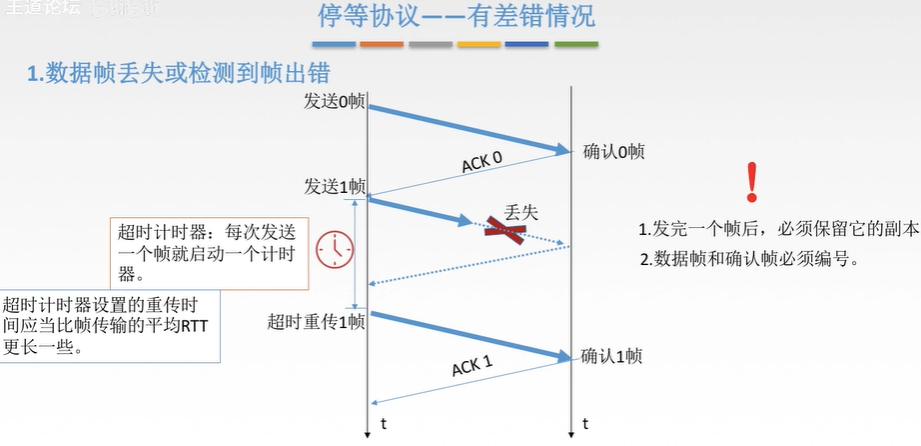 王道论坛
停等协议——有差错情况
1.数据帧丢失或检测到帧出错
发送0帧
ACK 0
确认0帧
发送1帧
丢失
超时计时器：每次发送
一个帧就启动一个计时
器。
超时计时器设置的重传时
间应当比帧传输的平均RTT
更长一些。
超时重传1帧
ACK 1
确认1帧
t
t
1.发完一个帧后，必须保留它的副本
2.数据帧和确认帧必须编号。